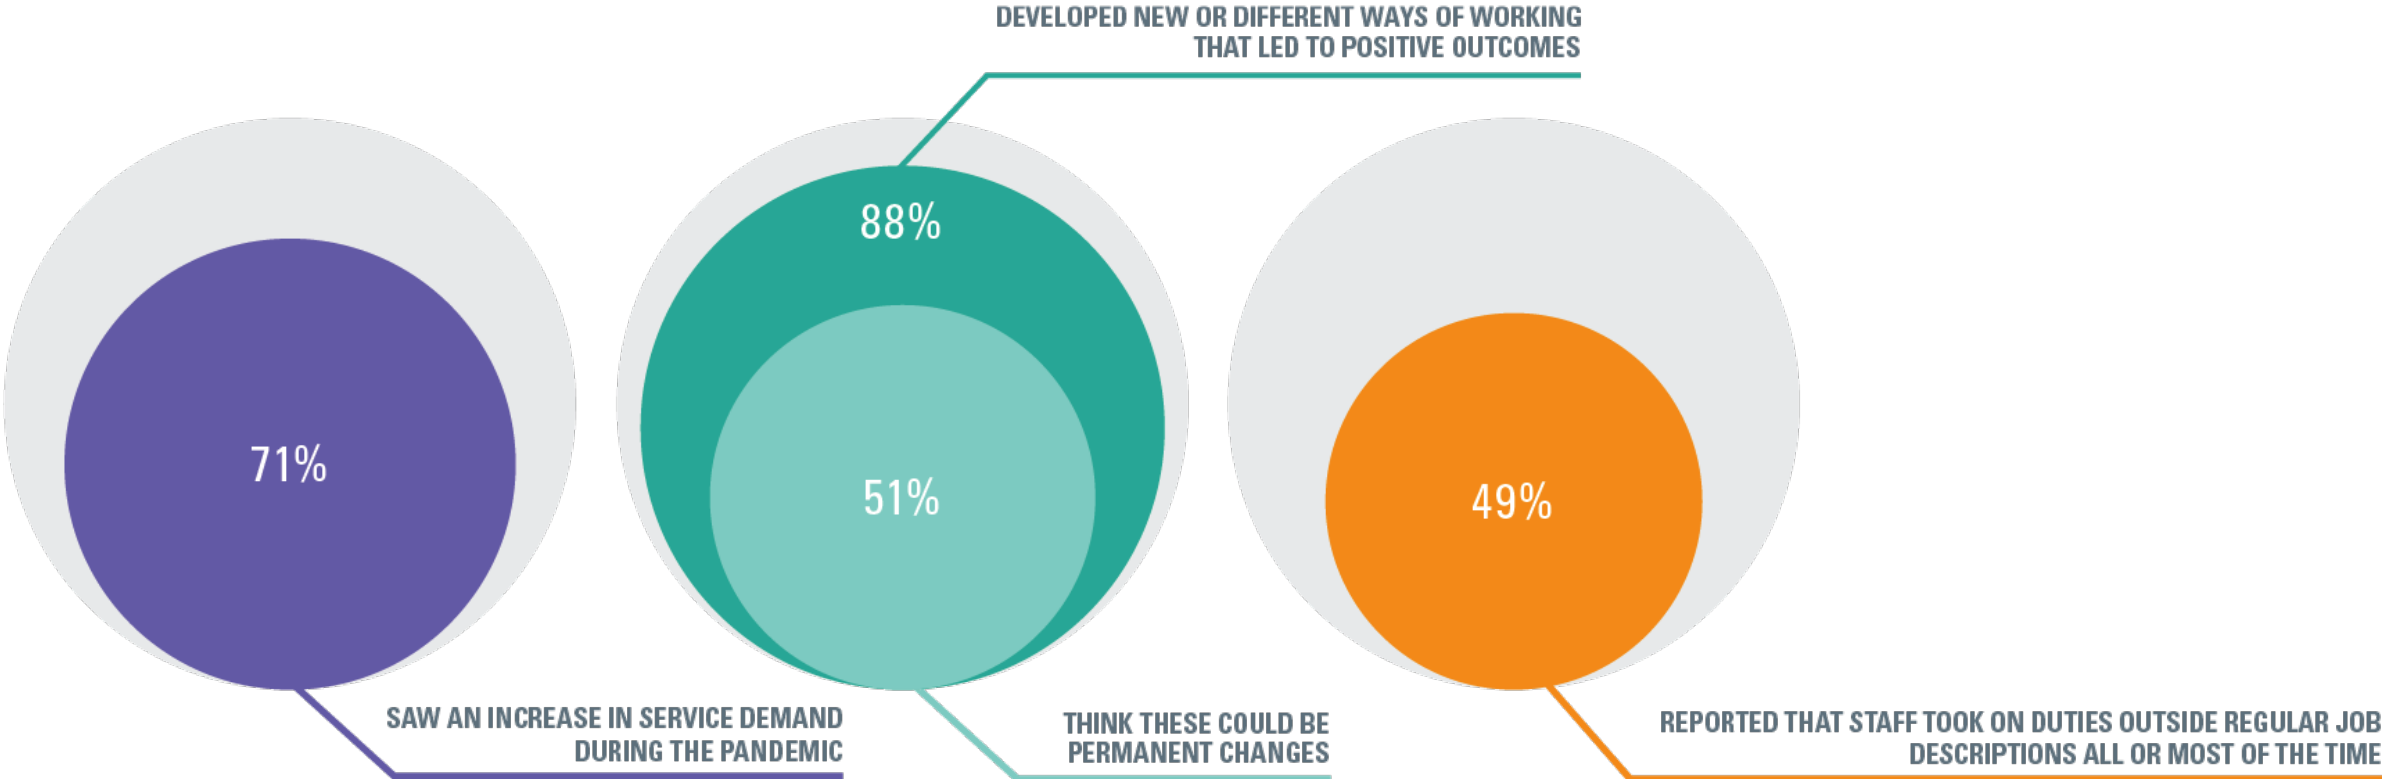 DEVELOPED NEW OR DIFFERENT WAYS OF WORKING
THAT LED TO POSITIVE OUTCOMES
88%
71%
51%
49%
SAW AN INCREASE IN SERVICE DEMAND
DURING THE PANDEMIC
THINK THESE COULD BE
PERMANENT CHANGES
REPORTED THAT STAFF TOOK ON DUTIES OUTSIDE REGULAR JOB
DESCRIPTIONS ALL OR MOST OF THE TIME